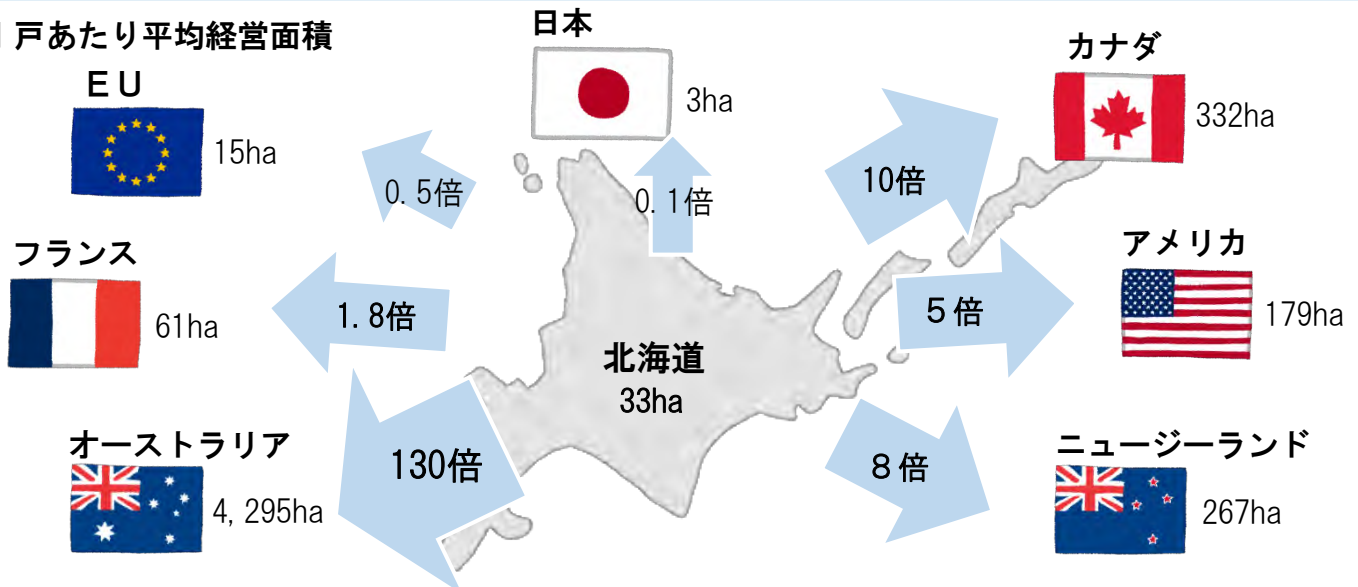 戸あたり平均経営面積
ＥＵ
15ha
0.5倍
日本
3ha
0.1倍
カナダ
332ha
10倍
フランス
61ha
1.8倍
アメリカ
179ha
５倍
北海道
33ha
オーストラリア
4,295ha
130倍
ニュージーランド
267ha
８倍